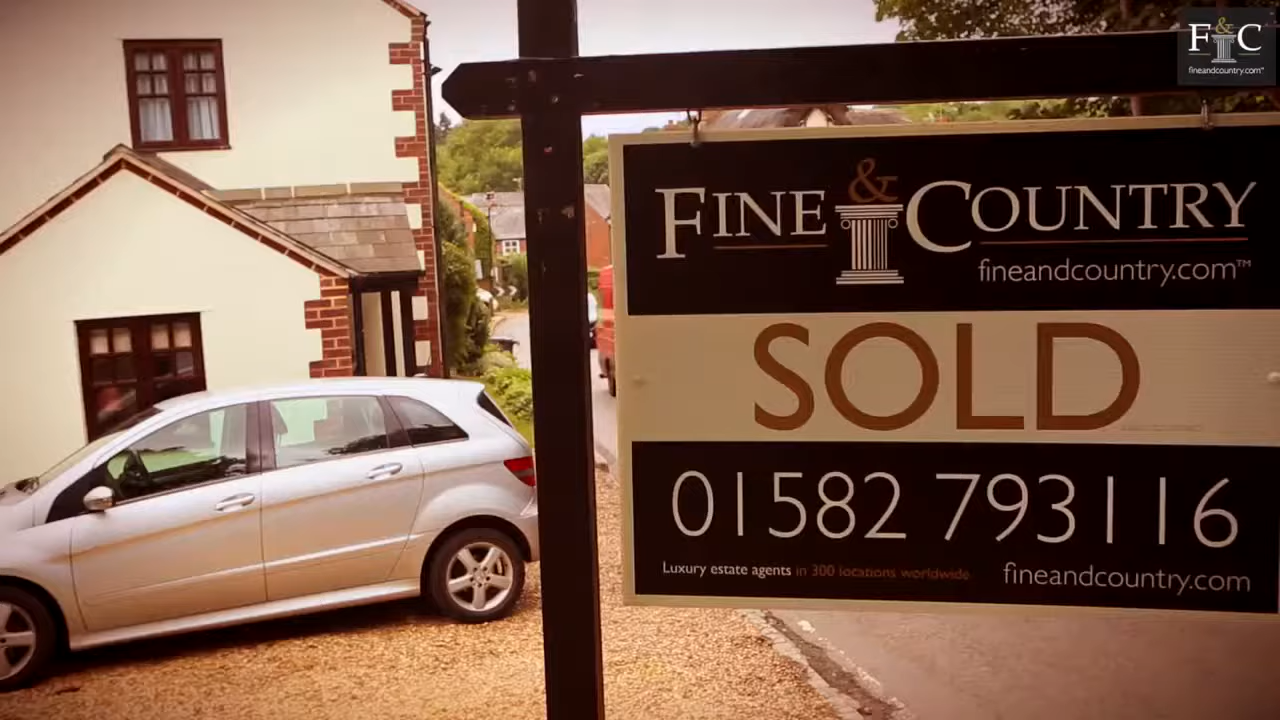 F & C
fineandcountry.com™
FINE & COUNTRY
fineandcountry.com™
SOLD
01582 793116
Luxury estate agents in 300 locations worldwide
fineandcountry.com